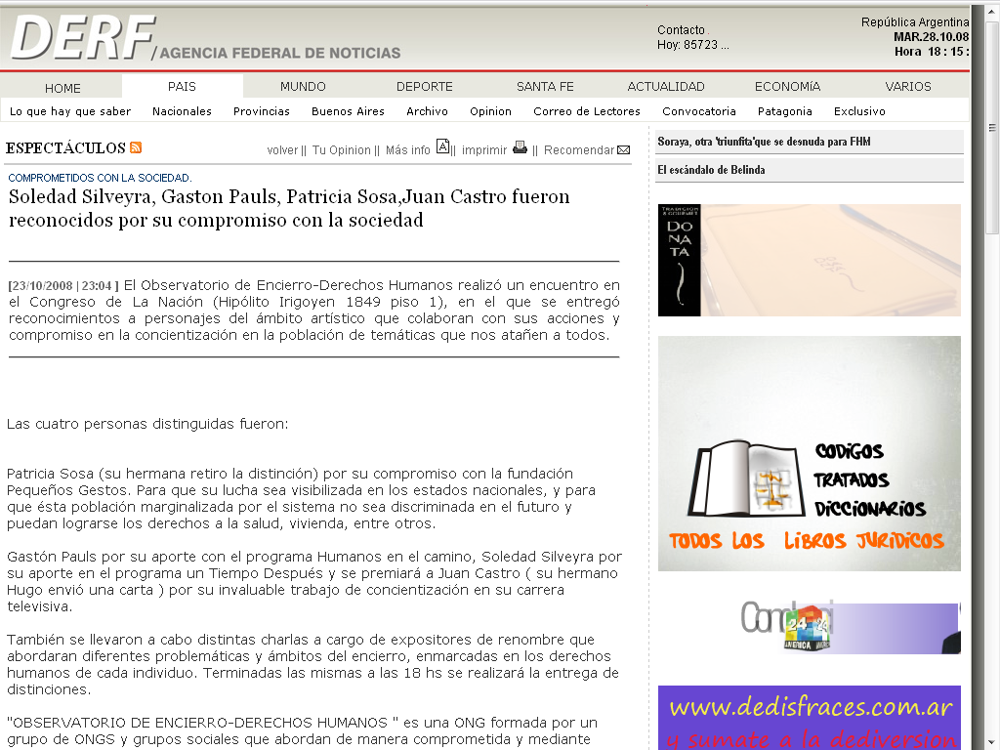 DERF/AGENCIA FEDERAL DE NOTICIAS
Contacto .
Hoy: 85723 ...
República Argentina
MAR.28.10.08
Hora 18 : 15 :
HOME PAIS MUNDO DEPORTE SANTA FE ACTUALIDAD ECONOMÍA VARIOS
Lo que hay que saber Nacionales Provincias Buenos Aires Archivo Opinion Correo de Lectores Convocatoria Patagonia Exclusivo
ESPECTÁCULOS
volver || Tu Opinion || Más info || imprimir || Recomendar
COMPROMETIDOS CON LA SOCIEDAD.
Soledad Silveyra, Gaston Pauls, Patricia Sosa,Juan Castro fueron
reconocidos por su compromiso con la sociedad
[23/10/2008 | 23:04 ] El Observatorio de Encierro-Derechos Humanos realizó un encuentro en
el Congreso de La Nación (Hipólito Irigoyen 1849 piso 1), en el que se entregó
reconocimientos a personajes del ámbito artístico que colaboran con sus acciones y
compromiso en la concientización en la población de temáticas que nos atañen a todos.
Las cuatro personas distinguidas fueron:
Patricia Sosa (su hermana retiro la distinción) por su compromiso con la fundación
Pequeños Gestos. Para que su lucha sea visibilizada en los estados nacionales, y para
que ésta población marginalizada por el sistema no sea discriminada en el futuro y
puedan lograrse los derechos a la salud, vivienda, entre otros.
Gastón Pauls por su aporte con el programa Humanos en el camino, Soledad Silveyra por
su aporte en el programa un Tiempo Después y se premiará a Juan Castro ( su hermano
Hugo envió una carta ) por su invaluable trabajo de concientización en su carrera
televisiva.
También se llevaron a cabo distintas charlas a cargo de expositores de renombre que
abordaran diferentes problemáticas y ámbitos del encierro, enmarcadas en los derechos
humanos de cada individuo. Terminadas las mismas a las 18 hs se realizará la entrega de
distinciones.
"OBSERVATORIO DE ENCIERRO-DERECHOS HUMANOS " es una ONG formada por un
grupo de ONGS y grupos sociales que abordan de manera comprometida y mediante
Soraya, otra 'triunfita'que se desnuda para FHM
El escándalo de Belinda
TRADICION
& GOURMET
DO
NA
TA
CODIGOS
TRATADOS
DICCIONARIOS
TODOS LOS LIBROS JURIDICOS
24 24
AMERICA
www.dedisfraces.com.ar
y sumate a la dediversion